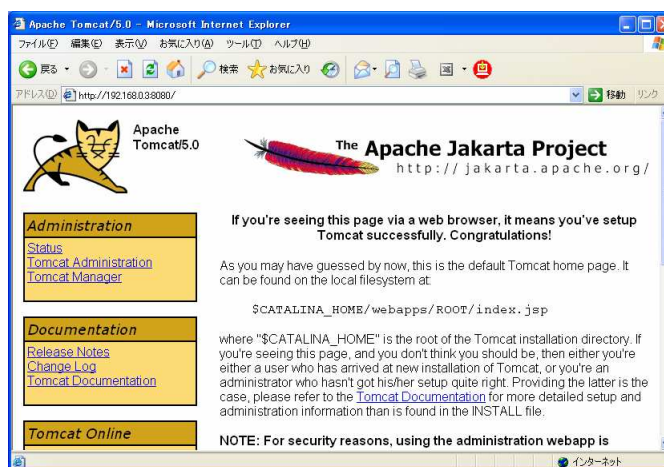 Apache Tomcat/5.0 - Microsoft Internet Explorer
ファイル(F) 編集(E) 表示(V) お気に入り(A) ツール(T) ヘルプ(H)
戻る 検索 お気に入り
アドレス(D) http://192.168.0.3:8080/ 移動 リンク
Apache
Tomcat/5.0
The Apache Jakarta Project
http://jakarta.apache.org/
Administration
Status
Tomcat Administration
Tomcat Manager
Documentation
Release Notes
Change Log
Tomcat Documentation
Tomcat Online
If you're seeing this page via a web browser, it means you've setup
Tomcat successfully. Congratulations!
As you may have guessed by now, this is the default Tomcat home page. It
can be found on the local filesystem at:
$CATALINA_HOME/webapps/ROOT/index.jsp
where "$CATALINA_HOME" is the root of the Tomcat installation directory. If
you're seeing this page, and you don't think you should be, then either you're
either a user who has arrived at new installation of Tomcat, or you're an
administrator who hasn't got his/her setup quite right. Providing the latter is the
case, please refer to the Tomcat Documentation for more detailed setup and
administration information than is found in the INSTALL file.
NOTE: For security reasons, using the administration webapp is
インターネット